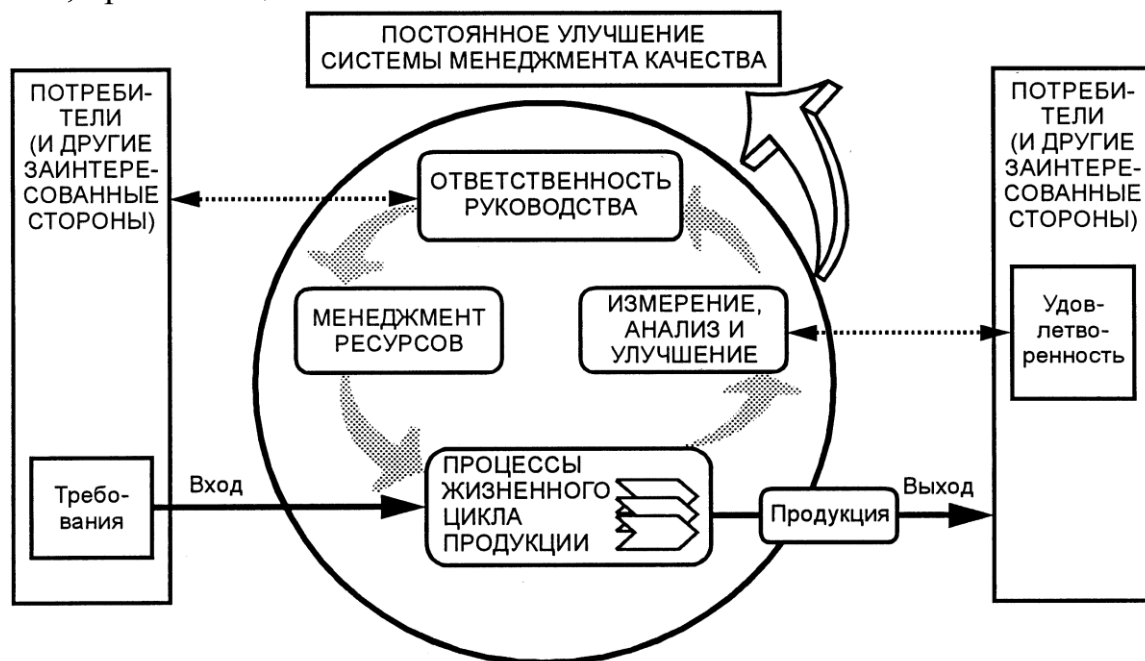 ПОСТОЯННОЕ УЛУЧШЕНИЕ
СИСТЕМЫ МЕНЕДЖМЕНТА КАЧЕСТВА
ПОТРЕБИ-
ТЕЛИ
(И ДРУГИЕ
ЗАИНТЕРЕ-
СОВАННЫЕ
СТОРОНЫ)
ОТВЕТСТВЕННОСТЬ
РУКОВОДСТВА
МЕНЕДЖМЕНТ
РЕСУРСОВ
ИЗМЕРЕНИЕ,
АНАЛИЗ И
УЛУЧШЕНИЕ
ПОТРЕБИ-
ТЕЛИ
(И ДРУГИЕ
ЗАИНТЕРЕ-
СОВАННЫЕ
СТОРОНЫ)
Удов-
летво-
ренность
Требо-
вания
Вход
ПРОЦЕССЫ
ЖИЗНЕННОГО
ЦИКЛА
ПРОДУКЦИИ
Продукция
Выход